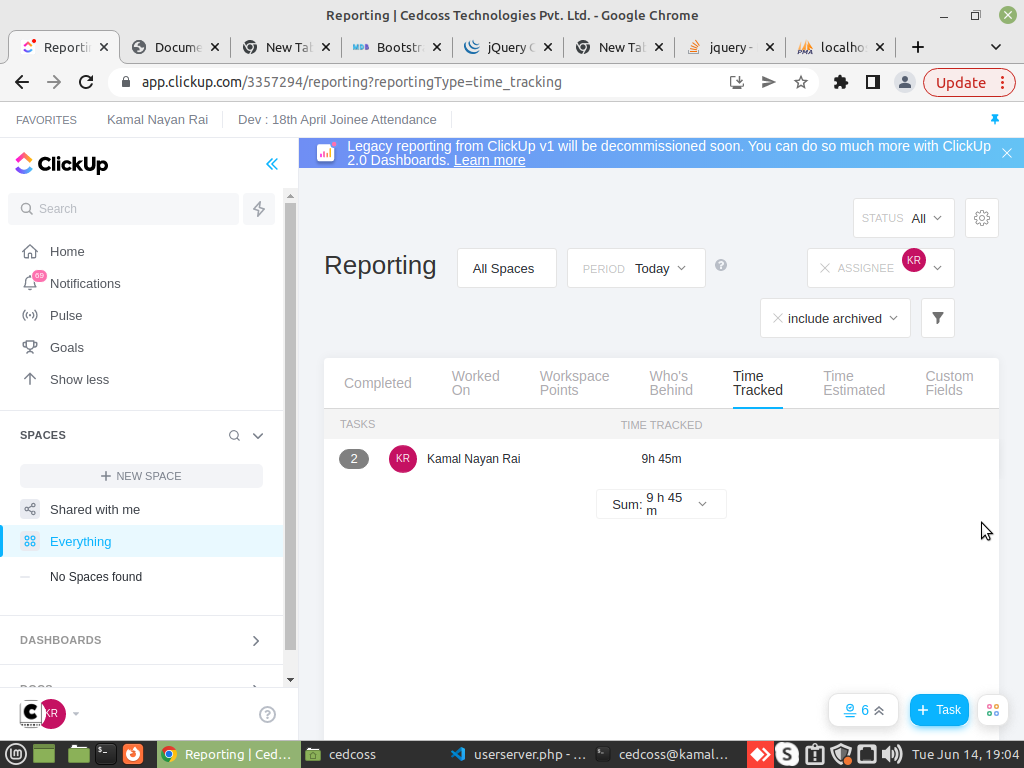 Reporting | Cedcoss Technologies Pvt. Ltd. - Google Chrome
Reporti
Docume
New Tab
Bootstr
jQuery C
New Tab
jquery -
localho
app.clickup.com/3357294/reporting?reportingType=time_tracking
Update
FAVORITES
Kamal Nayan Rai
Dev : 18th April Joinee Attendance
ClickUp
Legacy reporting from ClickUp v1 will be decommissioned soon. You can do so much more with ClickUp
2.0 Dashboards. Learn more
Search
Home
69
Notifications
Pulse
Goals
Show less
SPACES
+ NEW SPACE
Shared with me
Everything
No Spaces found
DASHBOARDS
KR
STATUS All
Reporting
All Spaces
PERIOD Today
ASSIGNEE KR
include archived
Completed
Worked
On
Workspace
Points
Who's
Behind
Time
Tracked
Time
Estimated
Custom
Fields
TASKS
TIME TRACKED
2
KR
Kamal Nayan Rai
9h 45m
Sum: 9 h 45
m
6
+ Task
Reporting | Ced...
cedcoss
userserver.php - ...
cedcoss@kamal...
Tue Jun 14, 19:04